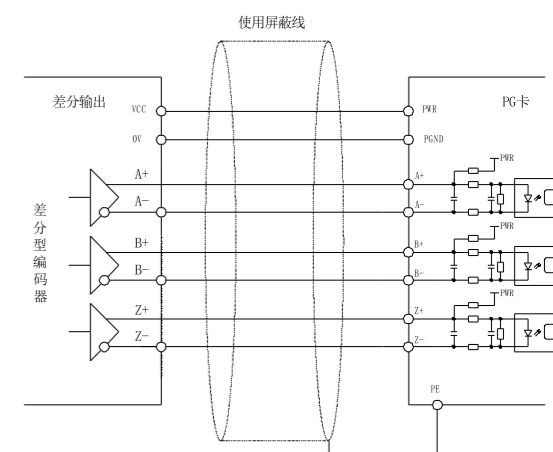 使用屏蔽线
差分输出
PG卡
VCC
PWR
0V
PGND
PWR
A+
A+
A-
A-
PWR
差分型编码器
B+
B+
B-
B-
PWR
Z+
Z+
Z-
Z-
PE